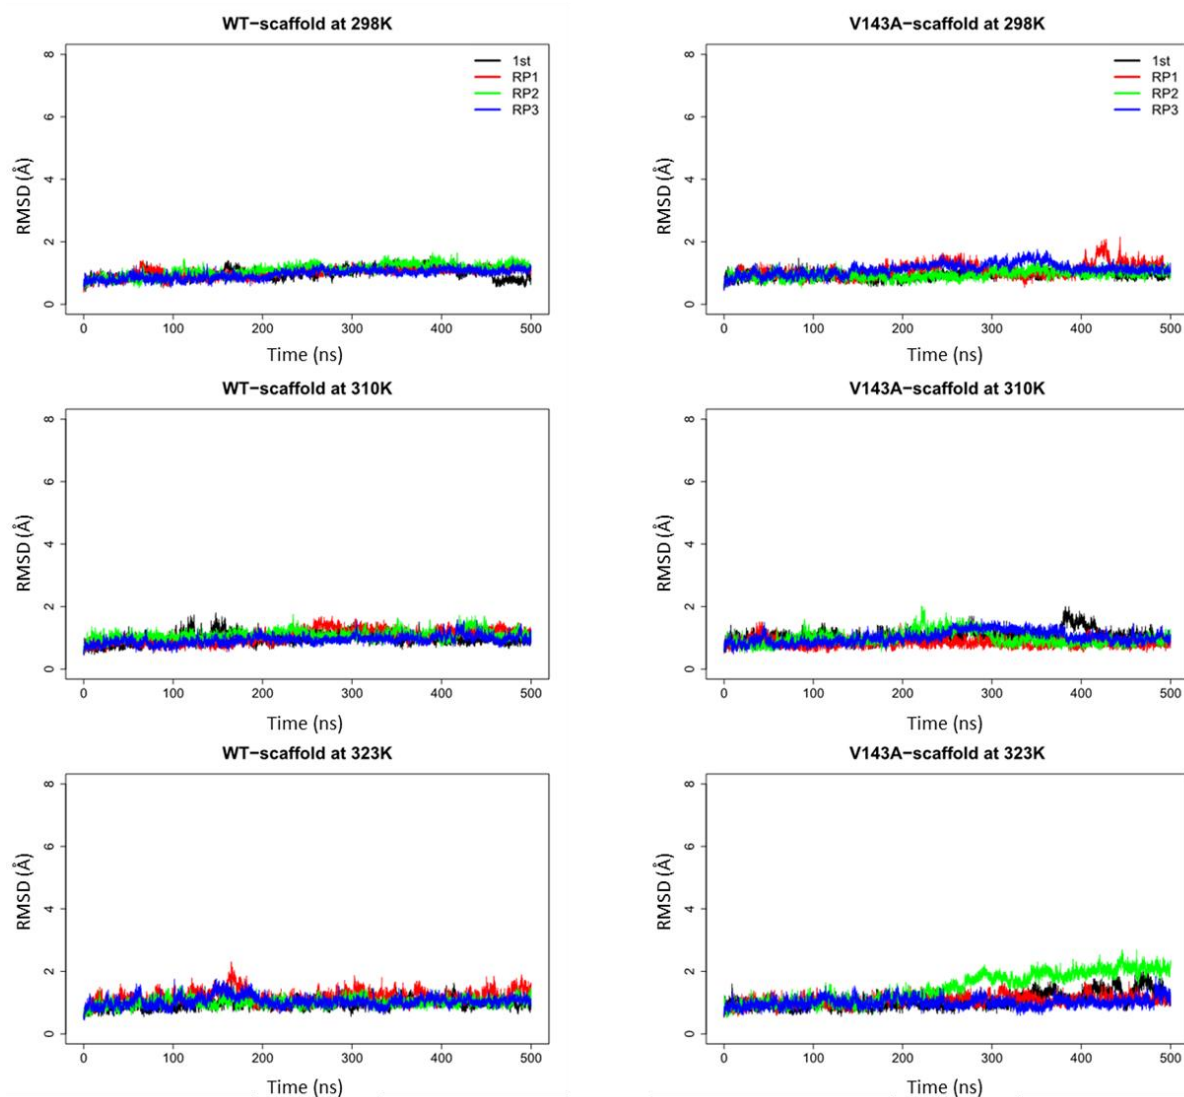 WT−scaffold at 298K
8
6
4
2
0
RMSD (Å)
1st
RP1
RP2
RP3
0 100 200 300 400 500
Time (ns)
V143A−scaffold at 298K
8
6
4
2
0
RMSD (Å)
1st
RP1
RP2
RP3
0 100 200 300 400 500
Time (ns)
WT−scaffold at 310K
8
6
4
2
0
RMSD (Å)
0 100 200 300 400 500
Time (ns)
V143A−scaffold at 310K
8
6
4
2
0
RMSD (Å)
0 100 200 300 400 500
Time (ns)
WT−scaffold at 323K
8
6
4
2
0
RMSD (Å)
0 100 200 300 400 500
Time (ns)
V143A−scaffold at 323K
8
6
4
2
0
RMSD (Å)
0 100 200 300 400 500
Time (ns)